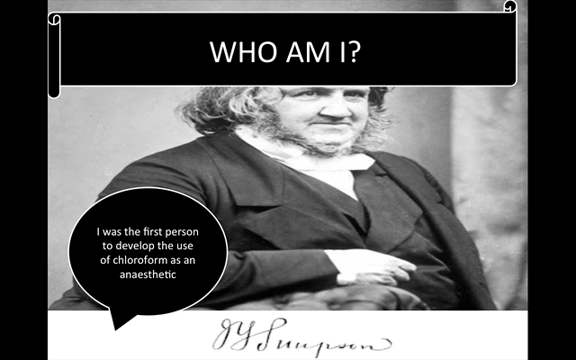 WHO AM I?
I was the first person
to develop the use
of chloroform as an
anaesthetic
JY Simpson